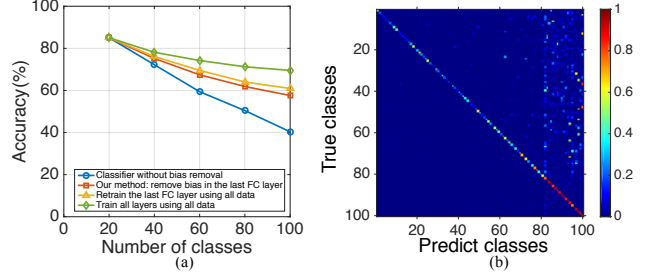 100
80
60
40
20
0
Accuracy(%)
Classifier without bias removal
Our method: remove bias in the last FC layer
Retrain the last FC layer using all data
Train all layers using all data
0 20 40 60 80 100
Number of classes
(a)
True classes
20
40
60
80
100
20 40 60 80 100
Predict classes
(b)
1
0.8
0.6
0.4
0.2
0